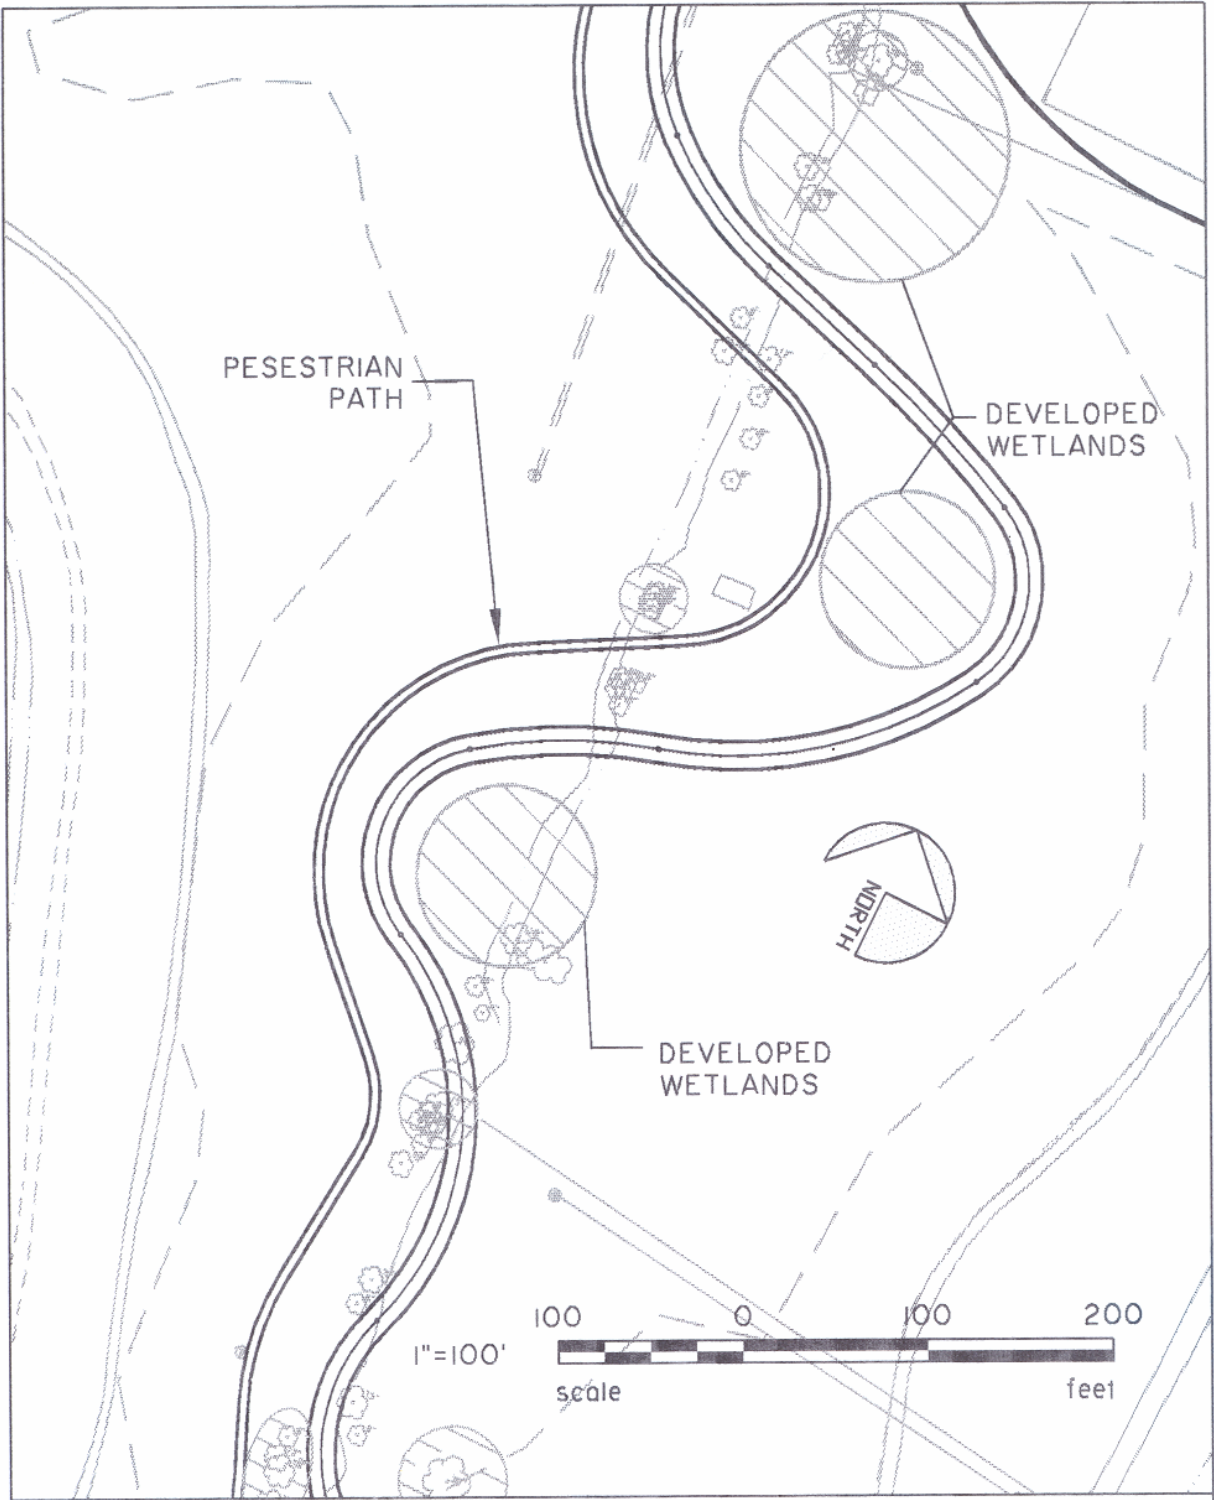 PESESTRIAN
PATH
DEVELOPED
WETLANDS
NORTH
DEVELOPED
WETLANDS
100 0 100 200
1"=100'
scale feet